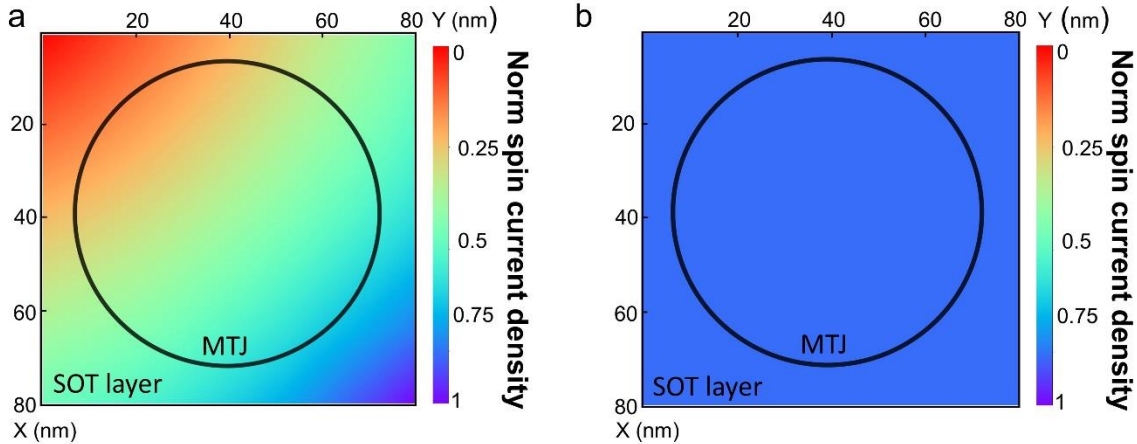 a
20 40 60 80 Y (nm)
20
40
60
80
X (nm)
MTJ
SOT layer
0
0.25
0.5
0.75
1
Norm spin current density
b
20 40 60 80 Y (nm)
20
40
60
80
X (nm)
MTJ
SOT layer
0
0.25
0.5
0.75
1
Norm spin current density